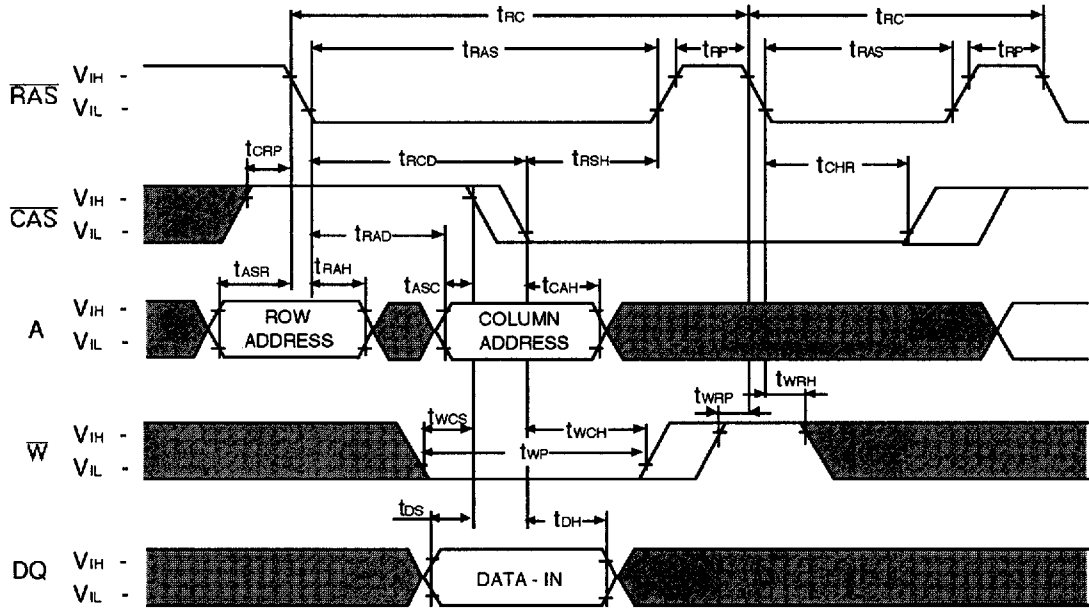 tRC tRC
tRAS tRP tRAS tRP
RAS VIH -
VIL -
tCRP tRCD tRSH tCHR
CAS VIH -
VIL -
tRAD
tASR tRAH tASC tCAH
A VIH -
VIL -
ROW ADDRESS
COLUMN ADDRESS
tWRP tWRH
tWCS tWCH
W VIH -
VIL -
tWP
tDS tDH
DQ VIH -
VIL -
DATA - IN